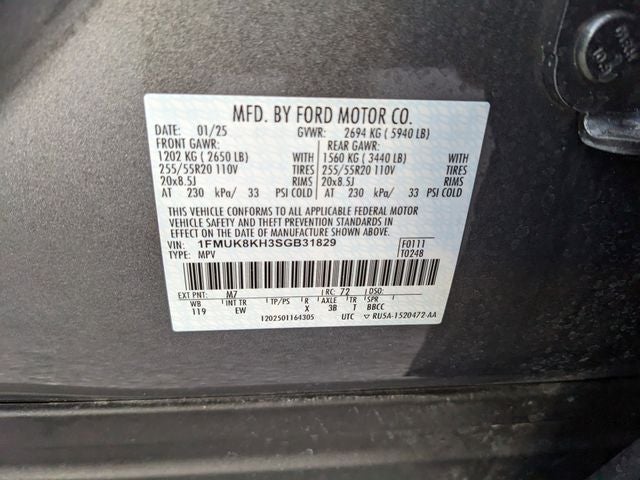 MFD. BY FORD MOTOR CO.
DATE: 01/25 GVWR: 2694 KG ( 5940 LB)
FRONT GAWR: REAR GAWR:
1202 KG ( 2650 LB) WITH 1560 KG ( 3440 LB) WITH
255/55R20 110V TIRES 255/55R20 110V TIRES
20x8.5J RIMS 20x8.5J RIMS
AT 230 kPa/ 33 PSI COLD AT 230 kPa/ 33 PSI COLD
THIS VEHICLE CONFORMS TO ALL APPLICABLE FEDERAL MOTOR
VEHICLE SAFETY AND THEFT PREVENTION STANDARDS IN
EFFECT ON THE DATE OF MANUFACTURE SHOWN ABOVE.
VIN: 1FMUK8KH3SGB31829 F0111
TYPE: MPV T0248
EXT PNT: M7 RC: 72 DSO:
WB INT TR TP/PS R AXLE TR SPR
119 EW X 3B T BBCC
1202501164305 UTC ▽ RU5A-1520472-AA